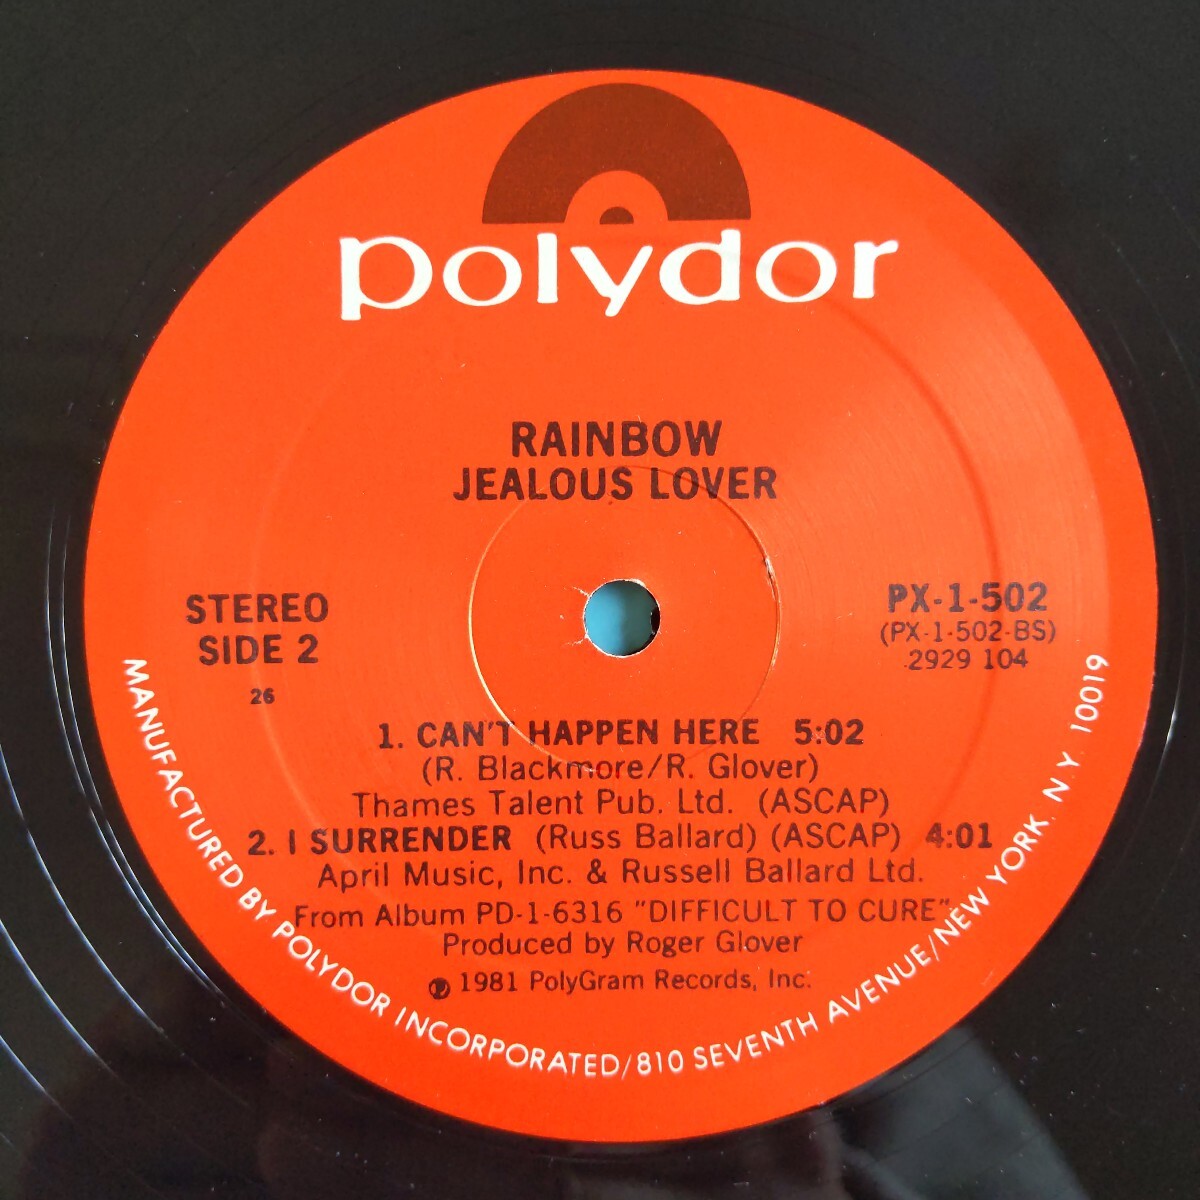 polydor
RAINBOW
JEALOUS LOVER
STEREO
SIDE 2
26
PX-1-502
(PX-1-502-BS)
2929 104
1. CAN'T HAPPEN HERE 5:02
(R. Blackmore/R. Glover)
Thames Talent Pub. Ltd. (ASCAP)
2. I SURRENDER (Russ Ballard) (ASCAP) 4:01
April Music, Inc. & Russell Ballard Ltd.
From Album PD-1-6316 "DIFFICULT TO CURE"
Produced by Roger Glover
℗ 1981 PolyGram Records, Inc.
MANUFACTURED BY POLYDOR INCORPORATED/810 SEVENTH AVENUE/NEW YORK, N.Y. 10019